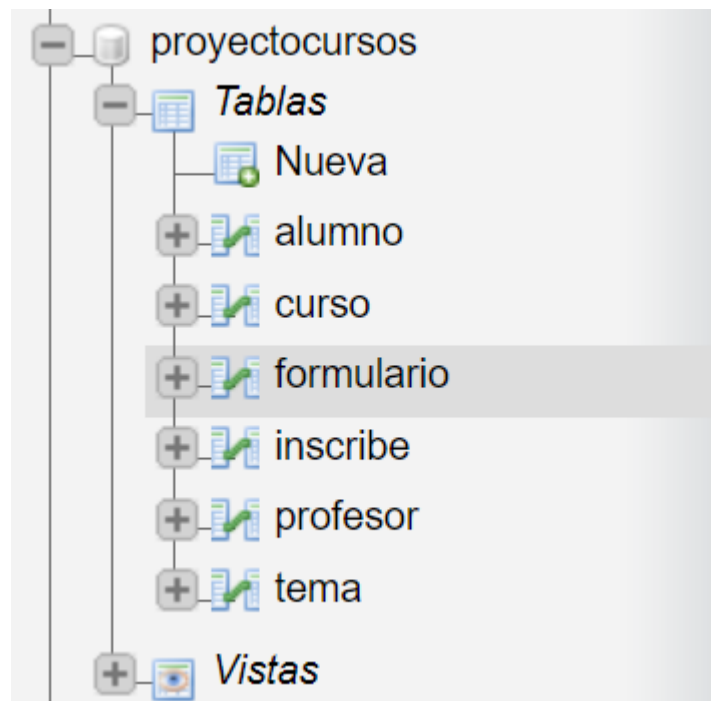 proyectocursos
Tablas
Nueva
alumno
curso
formulario
inscribe
profesor
tema
Vistas